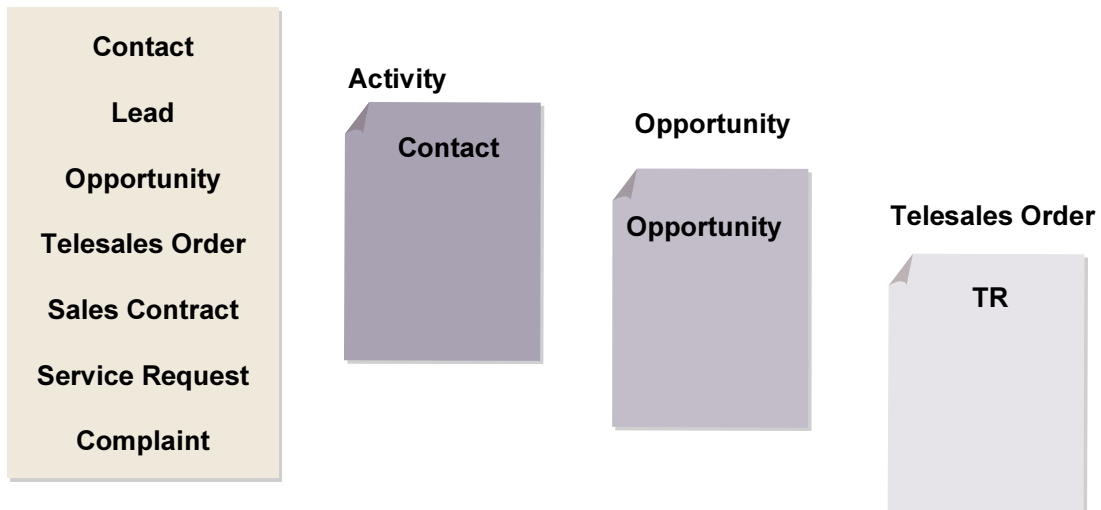 Contact
Lead
Opportunity
Telesales Order
Sales Contract
Service Request
Complaint
Activity
Contact
Opportunity
Opportunity
Telesales Order
TR